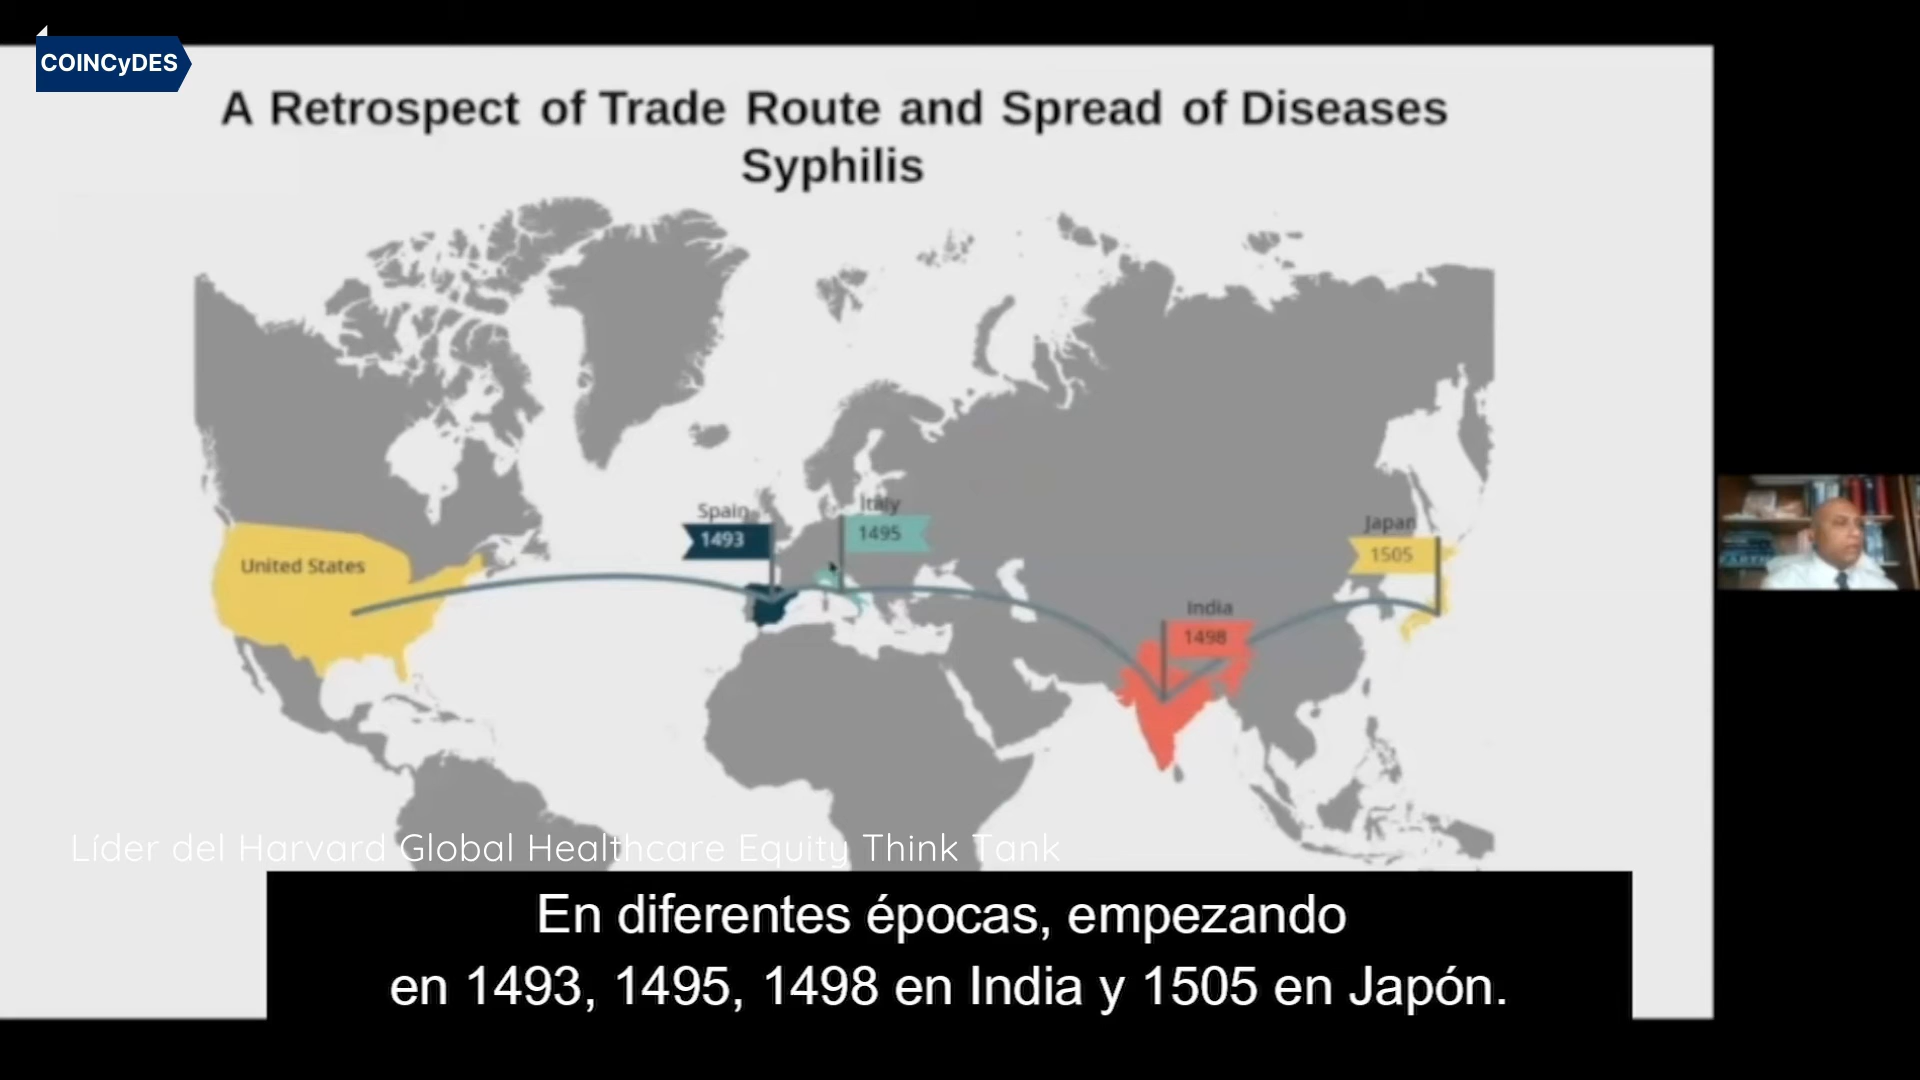 COINCyDES
A Retrospect of Trade Route and Spread of Diseases
Syphilis
Spain
1493
Italy
1495
Japan
1505
United States
India
1498
Líder del Harvard Global Healthcare Equity Think Tank
En diferentes épocas, empezando
en 1493, 1495, 1498 en India y 1505 en Japón.